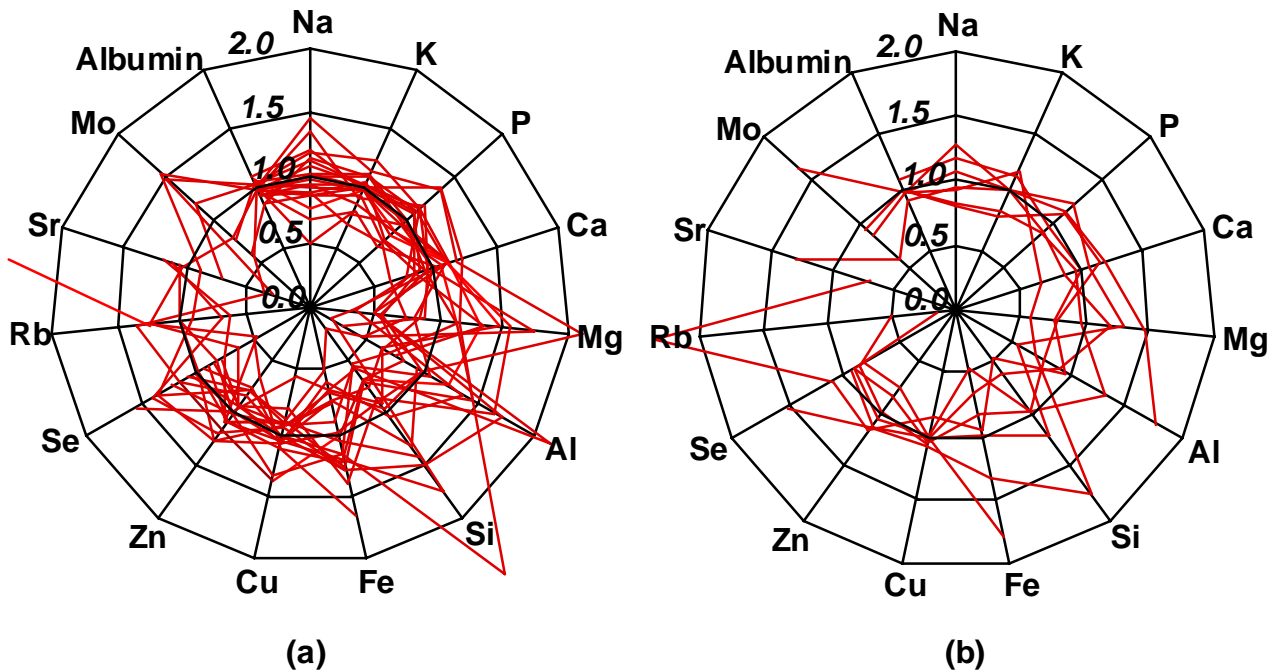 Na
K
P
Ca
Mg
Al
Si
Fe
Cu
Zn
Se
Rb
Sr
Mo
Albumin
2.0
1.5
1.0
0.5
0.0
(a)
Na
K
P
Ca
Mg
Al
Si
Fe
Cu
Zn
Se
Rb
Sr
Mo
Albumin
2.0
1.5
1.0
0.5
0.0
(b)